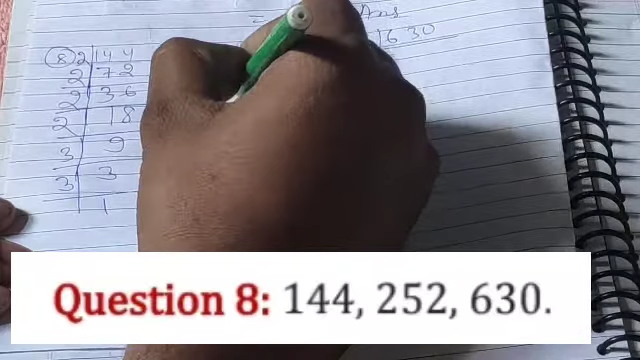 = Ans
(8) 2 | 144 | 630
2 | 72
2 | 36
2 | 18
3 | 9
3 | 3
1
Question 8: 144, 252, 630.